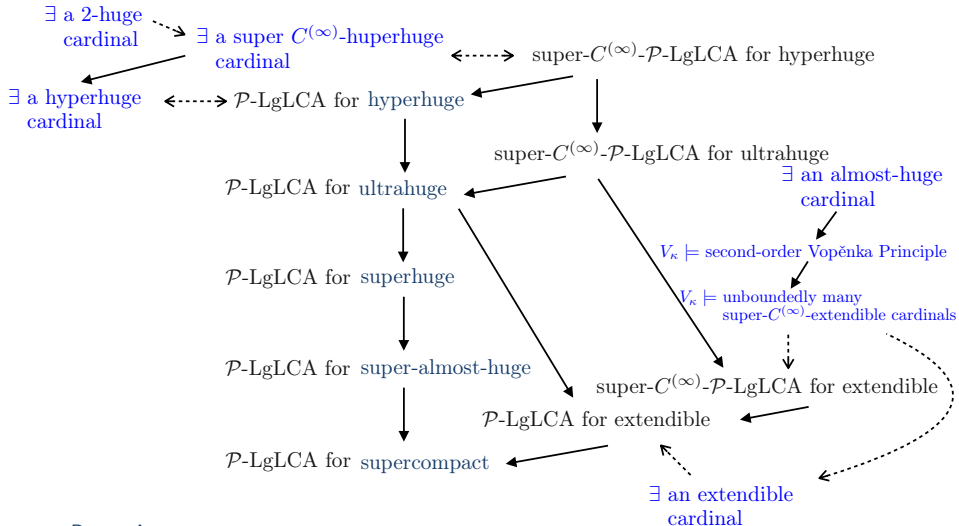 ∃ a 2-huge
cardinal
∃ a super C^(∞)-huperhuge
cardinal
super-C^(∞)-𝒫-LgLCA for hyperhuge
∃ a hyperhuge
cardinal
𝒫-LgLCA for hyperhuge
super-C^(∞)-𝒫-LgLCA for ultrahuge
𝒫-LgLCA for ultrahuge
∃ an almost-huge
cardinal
V_κ ⊨ second-order Vopěnka Principle
𝒫-LgLCA for superhuge
V_κ ⊨ unboundedly many
super-C^(∞)-extendible cardinals
𝒫-LgLCA for super-almost-huge
super-C^(∞)-𝒫-LgLCA for extendible
𝒫-LgLCA for extendible
𝒫-LgLCA for supercompact
∃ an extendible
cardinal